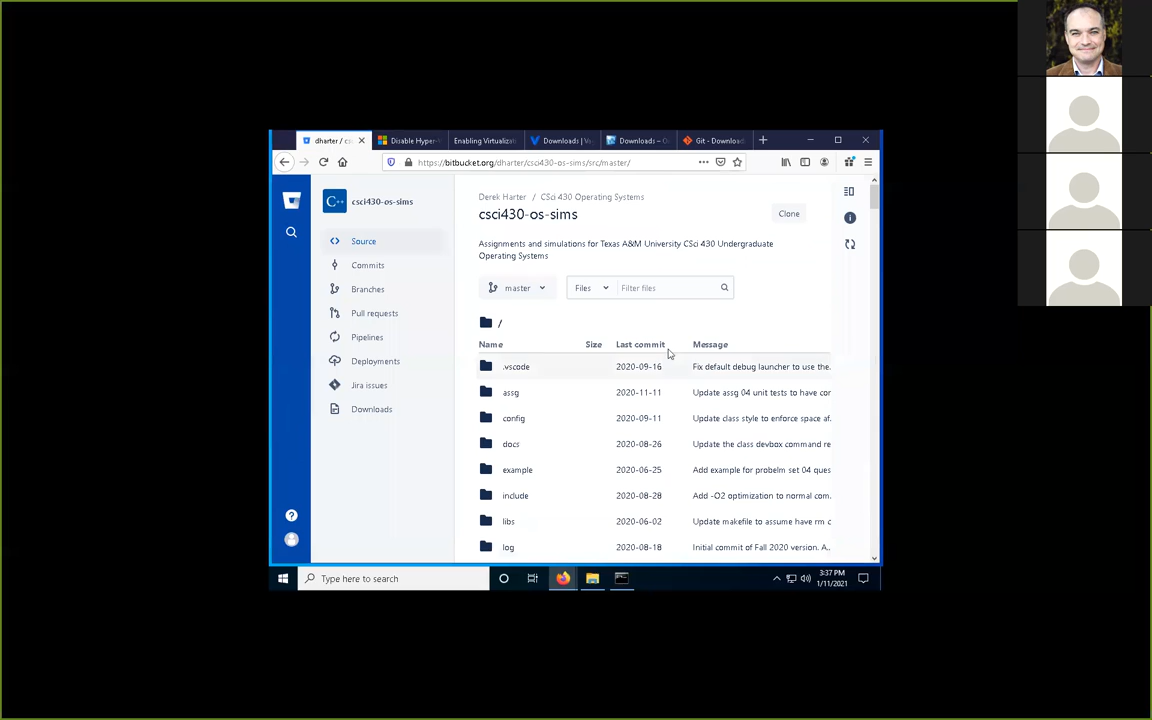 dharter / cs
Disable Hyper-
Enabling Virtualiza
Downloads | Va
Downloads – O
Git - Download
https://bitbucket.org/dharter/csci430-os-sims/src/master/
C++
csci430-os-sims
Source
Commits
Branches
Pull requests
Pipelines
Deployments
Jira issues
Downloads
Derek Harter / CSci 430 Operating Systems
csci430-os-sims
Clone
Assignments and simulations for Texas A&M University CSci 430 Undergraduate
Operating Systems
master
Files
Filter files
/
Name Size Last commit Message
.vscode 2020-09-16 Fix default debug launcher to use the.
assg 2020-11-11 Update assg 04 unit tests to have cor
config 2020-09-11 Update class style to enforce space af.
docs 2020-08-26 Update the class devbox command re
example 2020-06-25 Add example for probelm set 04 ques
include 2020-08-28 Add -O2 optimization to normal com.
libs 2020-06-02 Update makefile to assume have rm c
log 2020-08-18 Initial commit of Fall 2020 version. A..
Type here to search
3:37 PM
1/11/2021